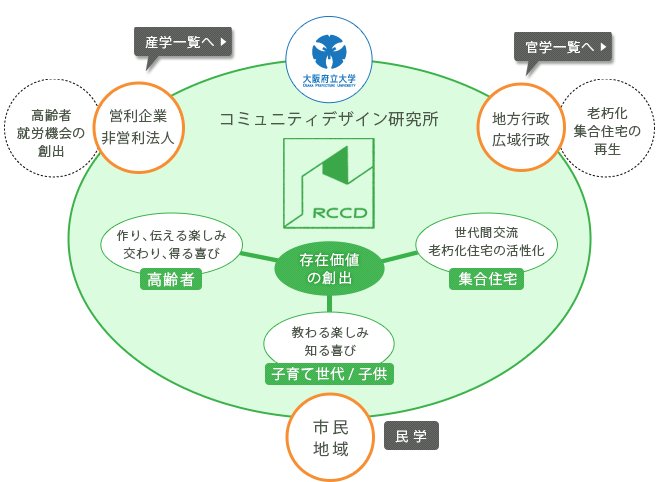 産学一覧へ
官学一覧へ
大阪府立大学
OSAKA PREFECTURE UNIVERSITY
高齢者
就労機会の
創出
営利企業
非営利法人
コミュニティデザイン研究所
地方行政
広域行政
老朽化
集合住宅の
再生
RCCD
作り、伝える楽しみ
交わり、得る喜び
高齢者
存在価値
の創出
世代間交流
老朽化住宅の活性化
集合住宅
教わる楽しみ
知る喜び
子育て世代 / 子供
市民
地域
民学